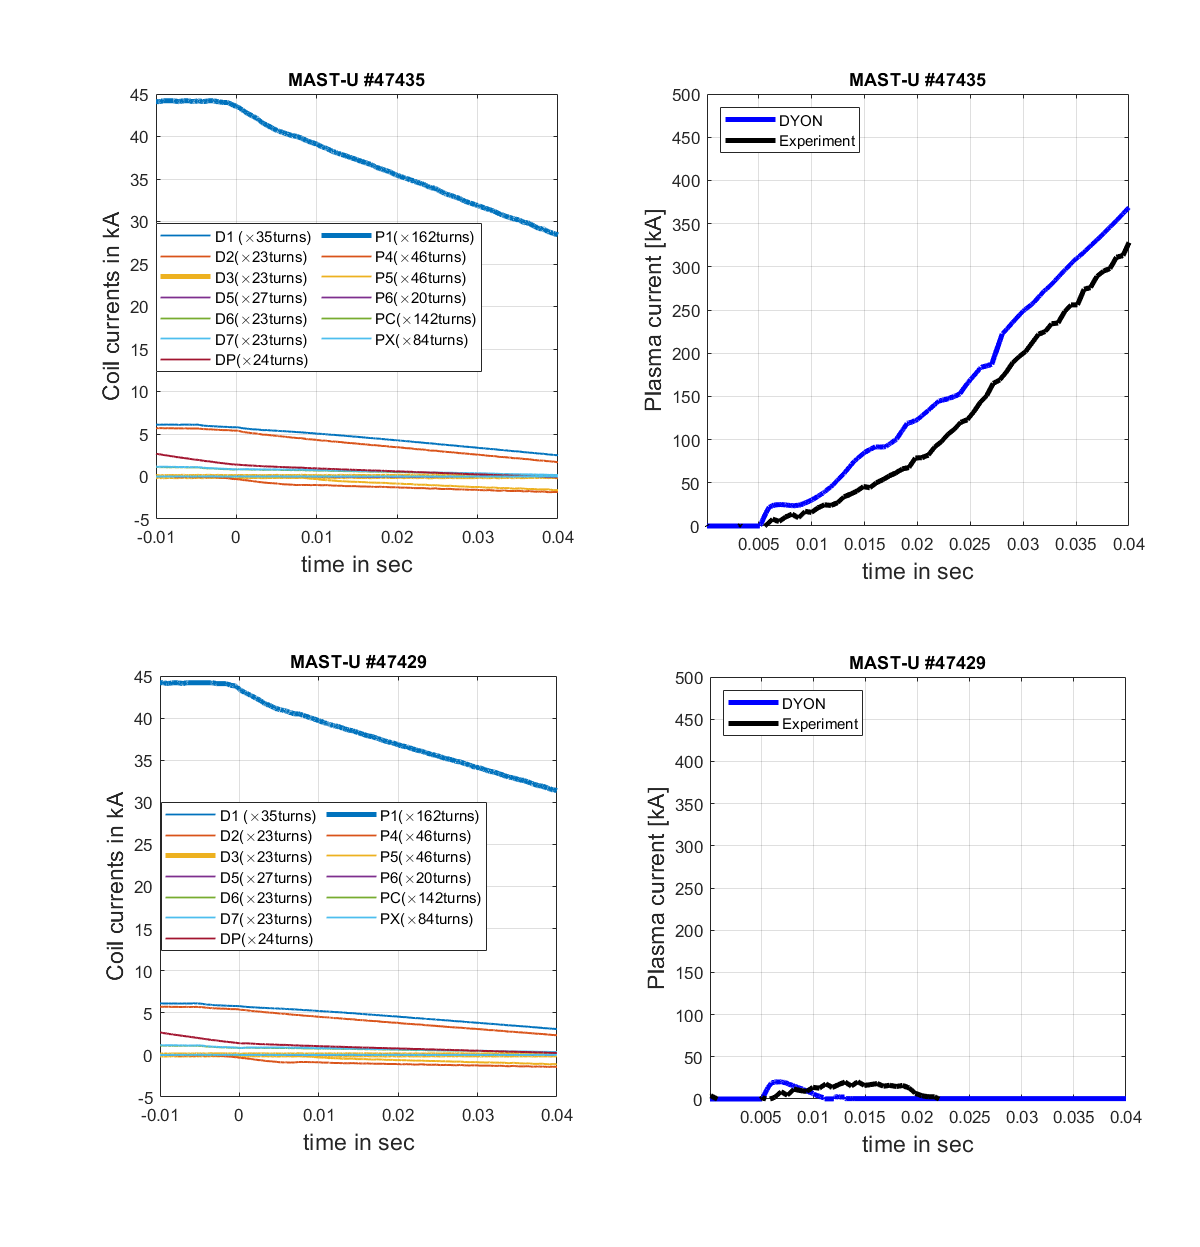 MAST-U #47435
45
40
35
30
25
20
15
10
5
0
-5
Coil currents in kA
D1 (×35turns) P1(×162turns)
D2(×23turns) P4(×46turns)
D3(×23turns) P5(×46turns)
D5(×27turns) P6(×20turns)
D6(×23turns) PC(×142turns)
D7(×23turns) PX(×84turns)
DP(×24turns)
-0.01 0 0.01 0.02 0.03 0.04
time in sec
MAST-U #47435
500
450
400
350
300
250
200
150
100
50
0
Plasma current [kA]
DYON
Experiment
0.005 0.01 0.015 0.02 0.025 0.03 0.035 0.04
time in sec
MAST-U #47429
45
40
35
30
25
20
15
10
5
0
-5
Coil currents in kA
D1 (×35turns) P1(×162turns)
D2(×23turns) P4(×46turns)
D3(×23turns) P5(×46turns)
D5(×27turns) P6(×20turns)
D6(×23turns) PC(×142turns)
D7(×23turns) PX(×84turns)
DP(×24turns)
-0.01 0 0.01 0.02 0.03 0.04
time in sec
MAST-U #47429
500
450
400
350
300
250
200
150
100
50
0
Plasma current [kA]
DYON
Experiment
0.005 0.01 0.015 0.02 0.025 0.03 0.035 0.04
time in sec